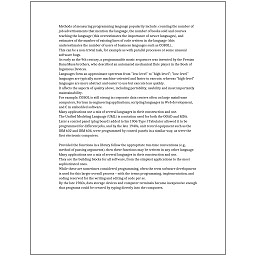 Methods of measuring programming language popularity include: counting the number of
job advertisements that mention the language, the number of books sold and courses
teaching the language (this overestimates the importance of newer languages), and
estimates of the number of existing lines of code written in the language (this
underestimates the number of users of business languages such as COBOL).
This can be a non-trivial task, for example as with parallel processes or some unusual
software bugs.
As early as the 9th century, a programmable music sequencer was invented by the Persian
Banu Musa brothers, who described an automated mechanical flute player in the Book of
Ingenious Devices.
Languages form an approximate spectrum from "low-level" to "high-level"; "low-level"
languages are typically more machine-oriented and faster to execute, whereas "high-level"
languages are more abstract and easier to use but execute less quickly.
It affects the aspects of quality above, including portability, usability and most importantly
maintainability.
For example, COBOL is still strong in corporate data centers often on large mainframe
computers, Fortran in engineering applications, scripting languages in Web development,
and C in embedded software.
Many applications use a mix of several languages in their construction and use.
The Unified Modeling Language (UML) is a notation used for both the OOAD and MDA.
Later a control panel (plug board) added to his 1906 Type I Tabulator allowed it to be
programmed for different jobs, and by the late 1940s, unit record equipment such as the
IBM 602 and IBM 604, were programmed by control panels in a similar way, as were the
first electronic computers.

Provided the functions in a library follow the appropriate run-time conventions (e.g.,
method of passing arguments), then these functions may be written in any other language.
Many applications use a mix of several languages in their construction and use.
They are the building blocks for all software, from the simplest applications to the most
sophisticated ones.
While these are sometimes considered programming, often the term software development
is used for this larger overall process – with the terms programming, implementation, and
coding reserved for the writing and editing of code per se.
By the late 1960s, data storage devices and computer terminals became inexpensive enough
that programs could be created by typing directly into the computers.